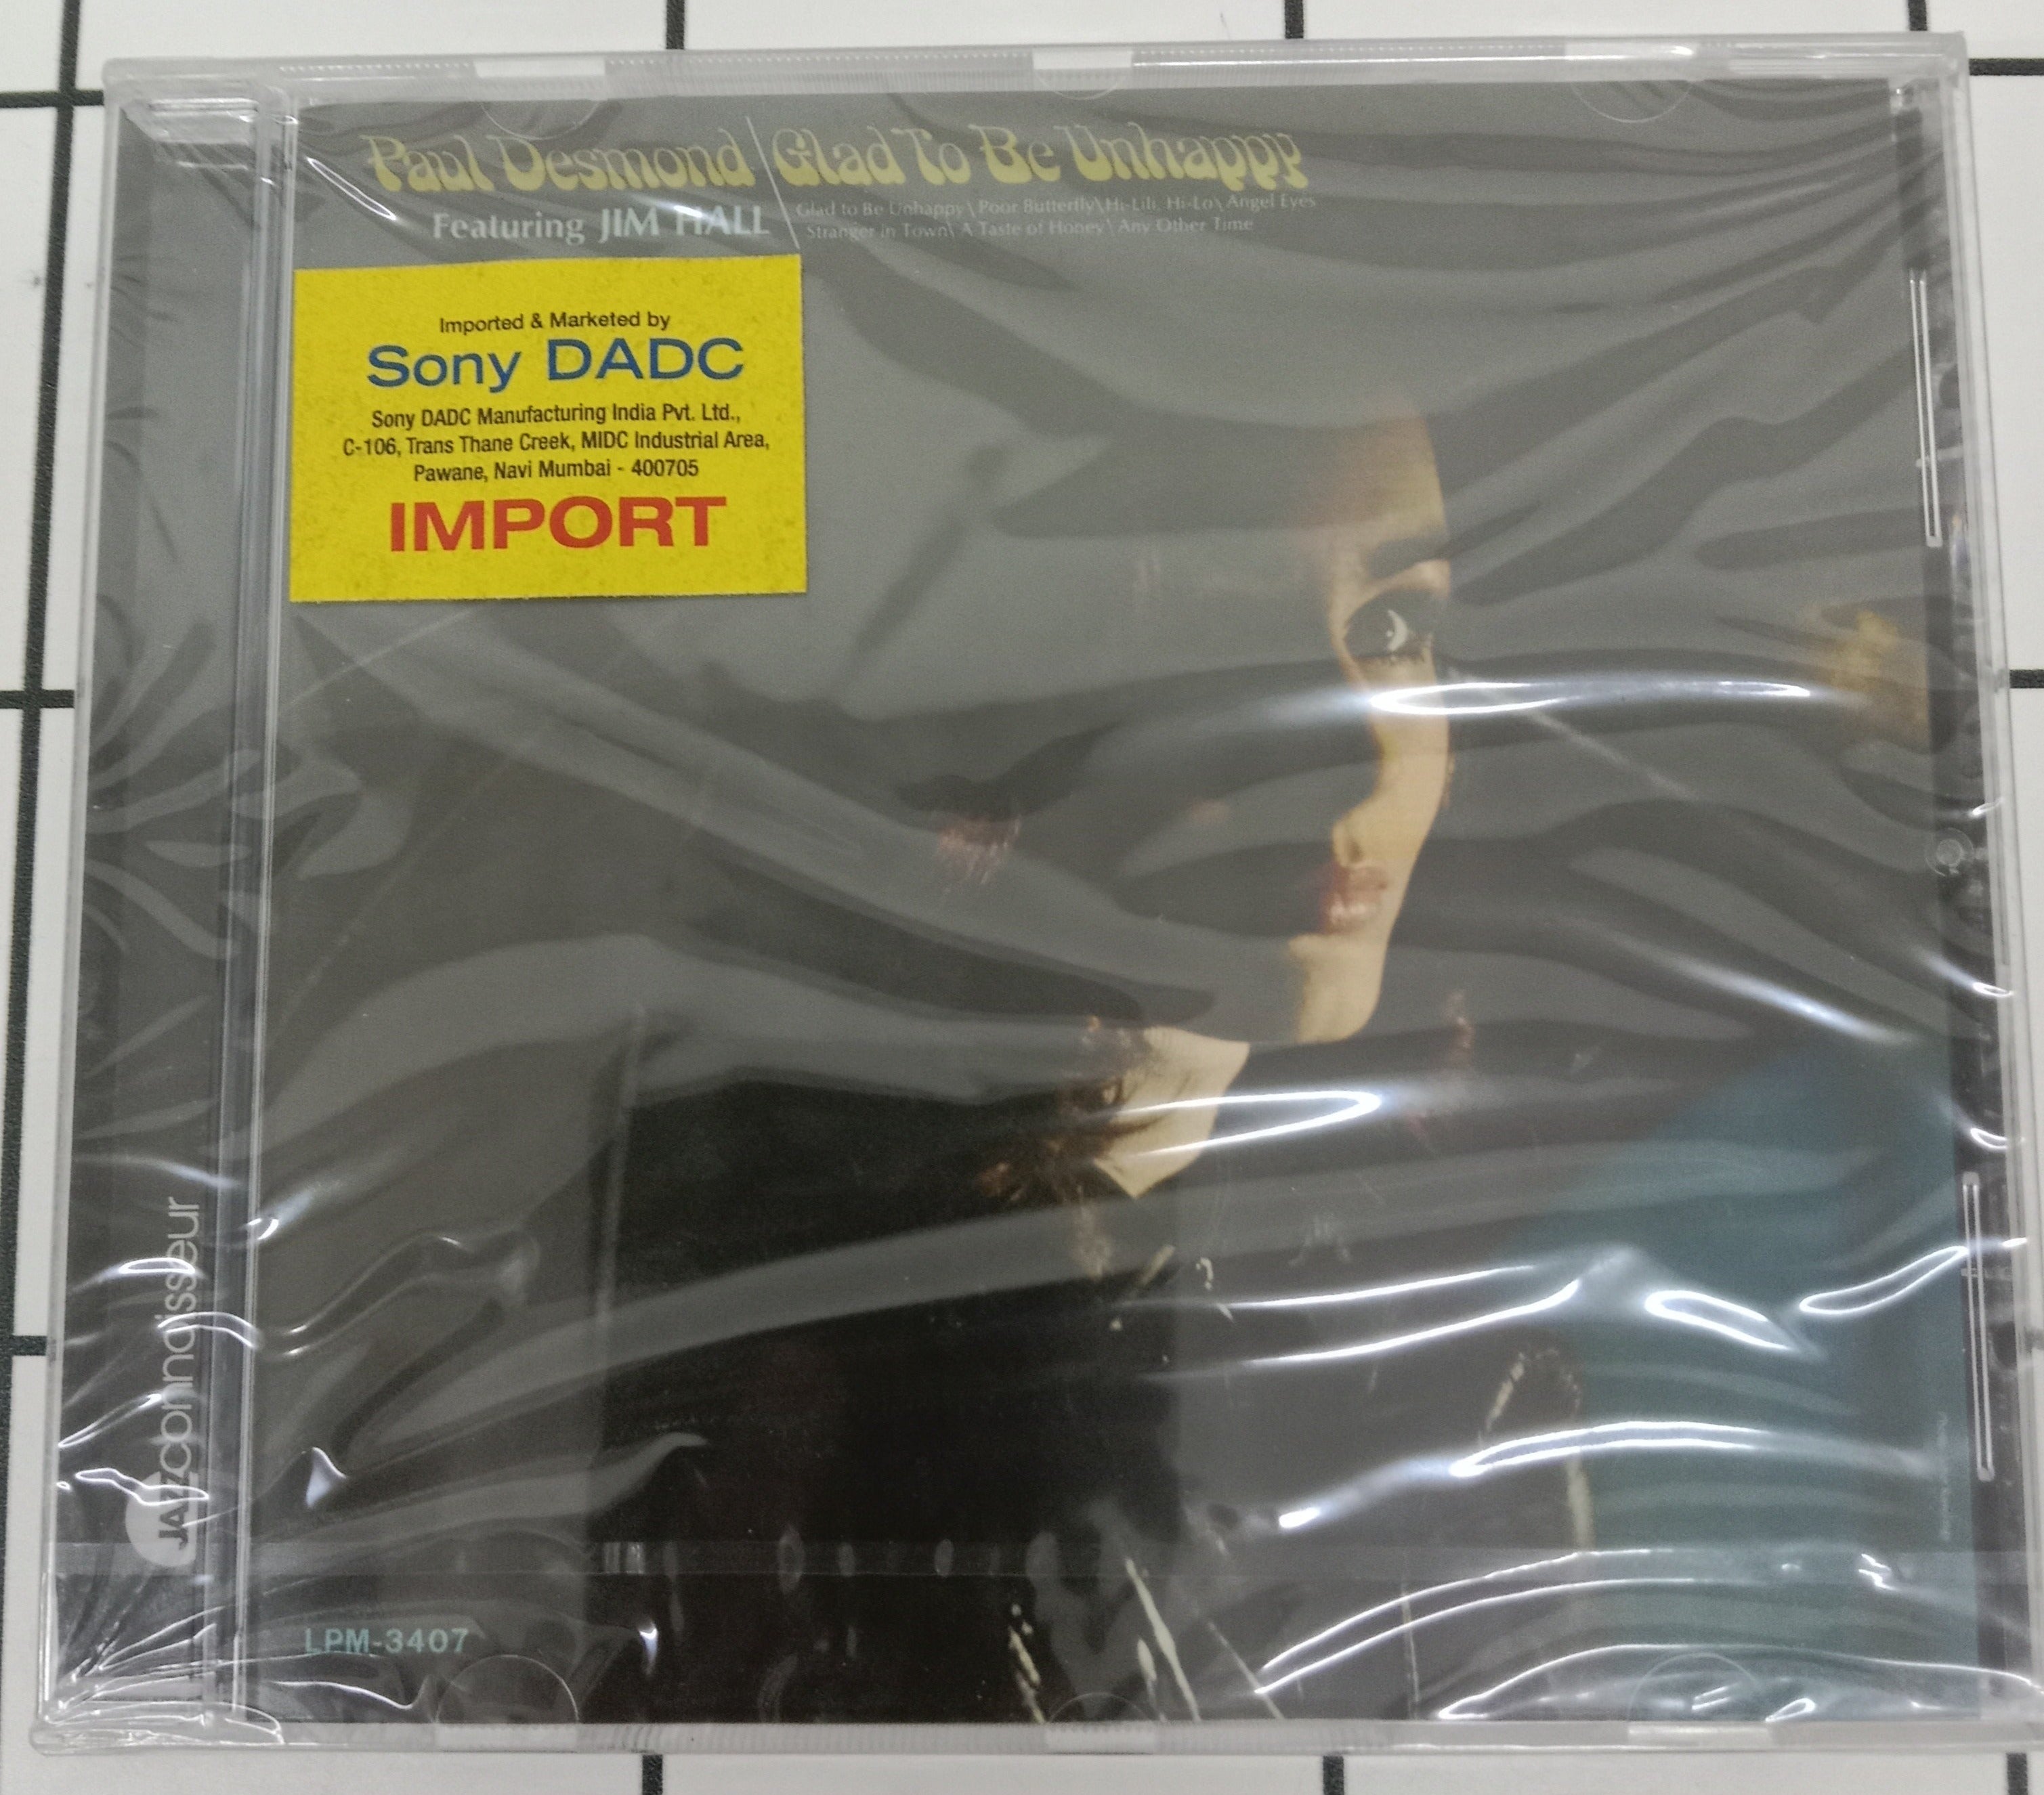 Paul Desmond | Glad To Be Unhappy
Featuring JIM HALL
Glad to Be Unhappy\ Poor Butterfly\ Hi-Lili, Hi-Lo\ Angel Eyes
Stranger in Town\ A Taste of Honey\ Any Other Time
Imported & Marketed by
Sony DADC
Sony DADC Manufacturing India Pvt. Ltd.,
C-106, Trans Thane Creek, MIDC Industrial Area,
Pawane, Navi Mumbai - 400705
IMPORT
JAZZconnoisseur
LPM-3407